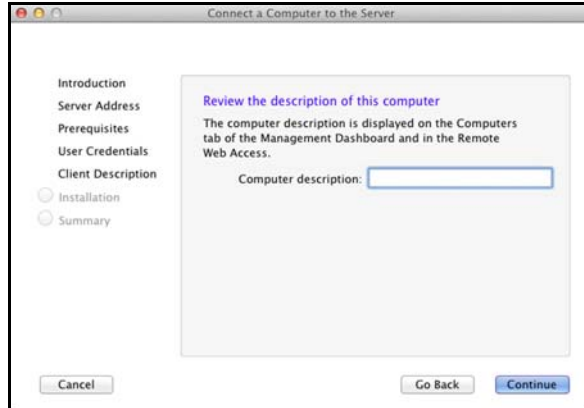 Connect a Computer to the Server
Introduction
Server Address
Prerequisites
User Credentials
Client Description
Installation
Summary
Review the description of this computer
The computer description is displayed on the Computers
tab of the Management Dashboard and in the Remote
Web Access.
Computer description:
Cancel
Go Back
Continue